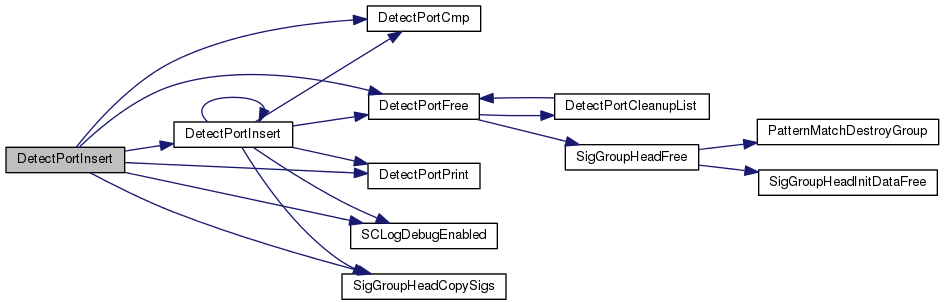 DetectPortCmp
DetectPortFree
DetectPortCleanupList
DetectPortInsert
PatternMatchDestroyGroup
DetectPortInsert
SigGroupHeadFree
DetectPortPrint
SigGroupHeadInitDataFree
SCLogDebugEnabled
SigGroupHeadCopySigs